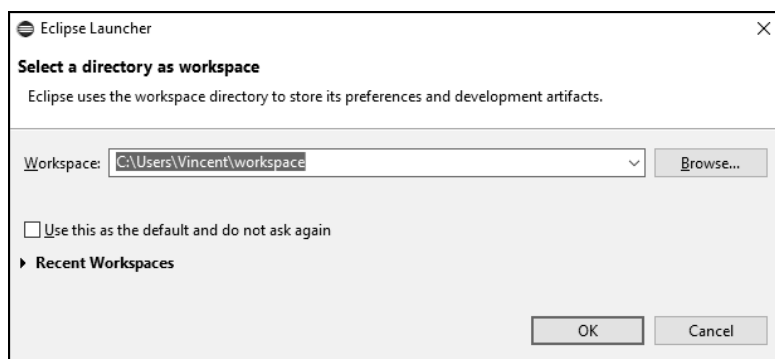 Eclipse Launcher
Select a directory as workspace
Eclipse uses the workspace directory to store its preferences and development artifacts.
Workspace: C:\Users\Vincent\workspace Browse...
Use this as the default and do not ask again
Recent Workspaces
OK Cancel